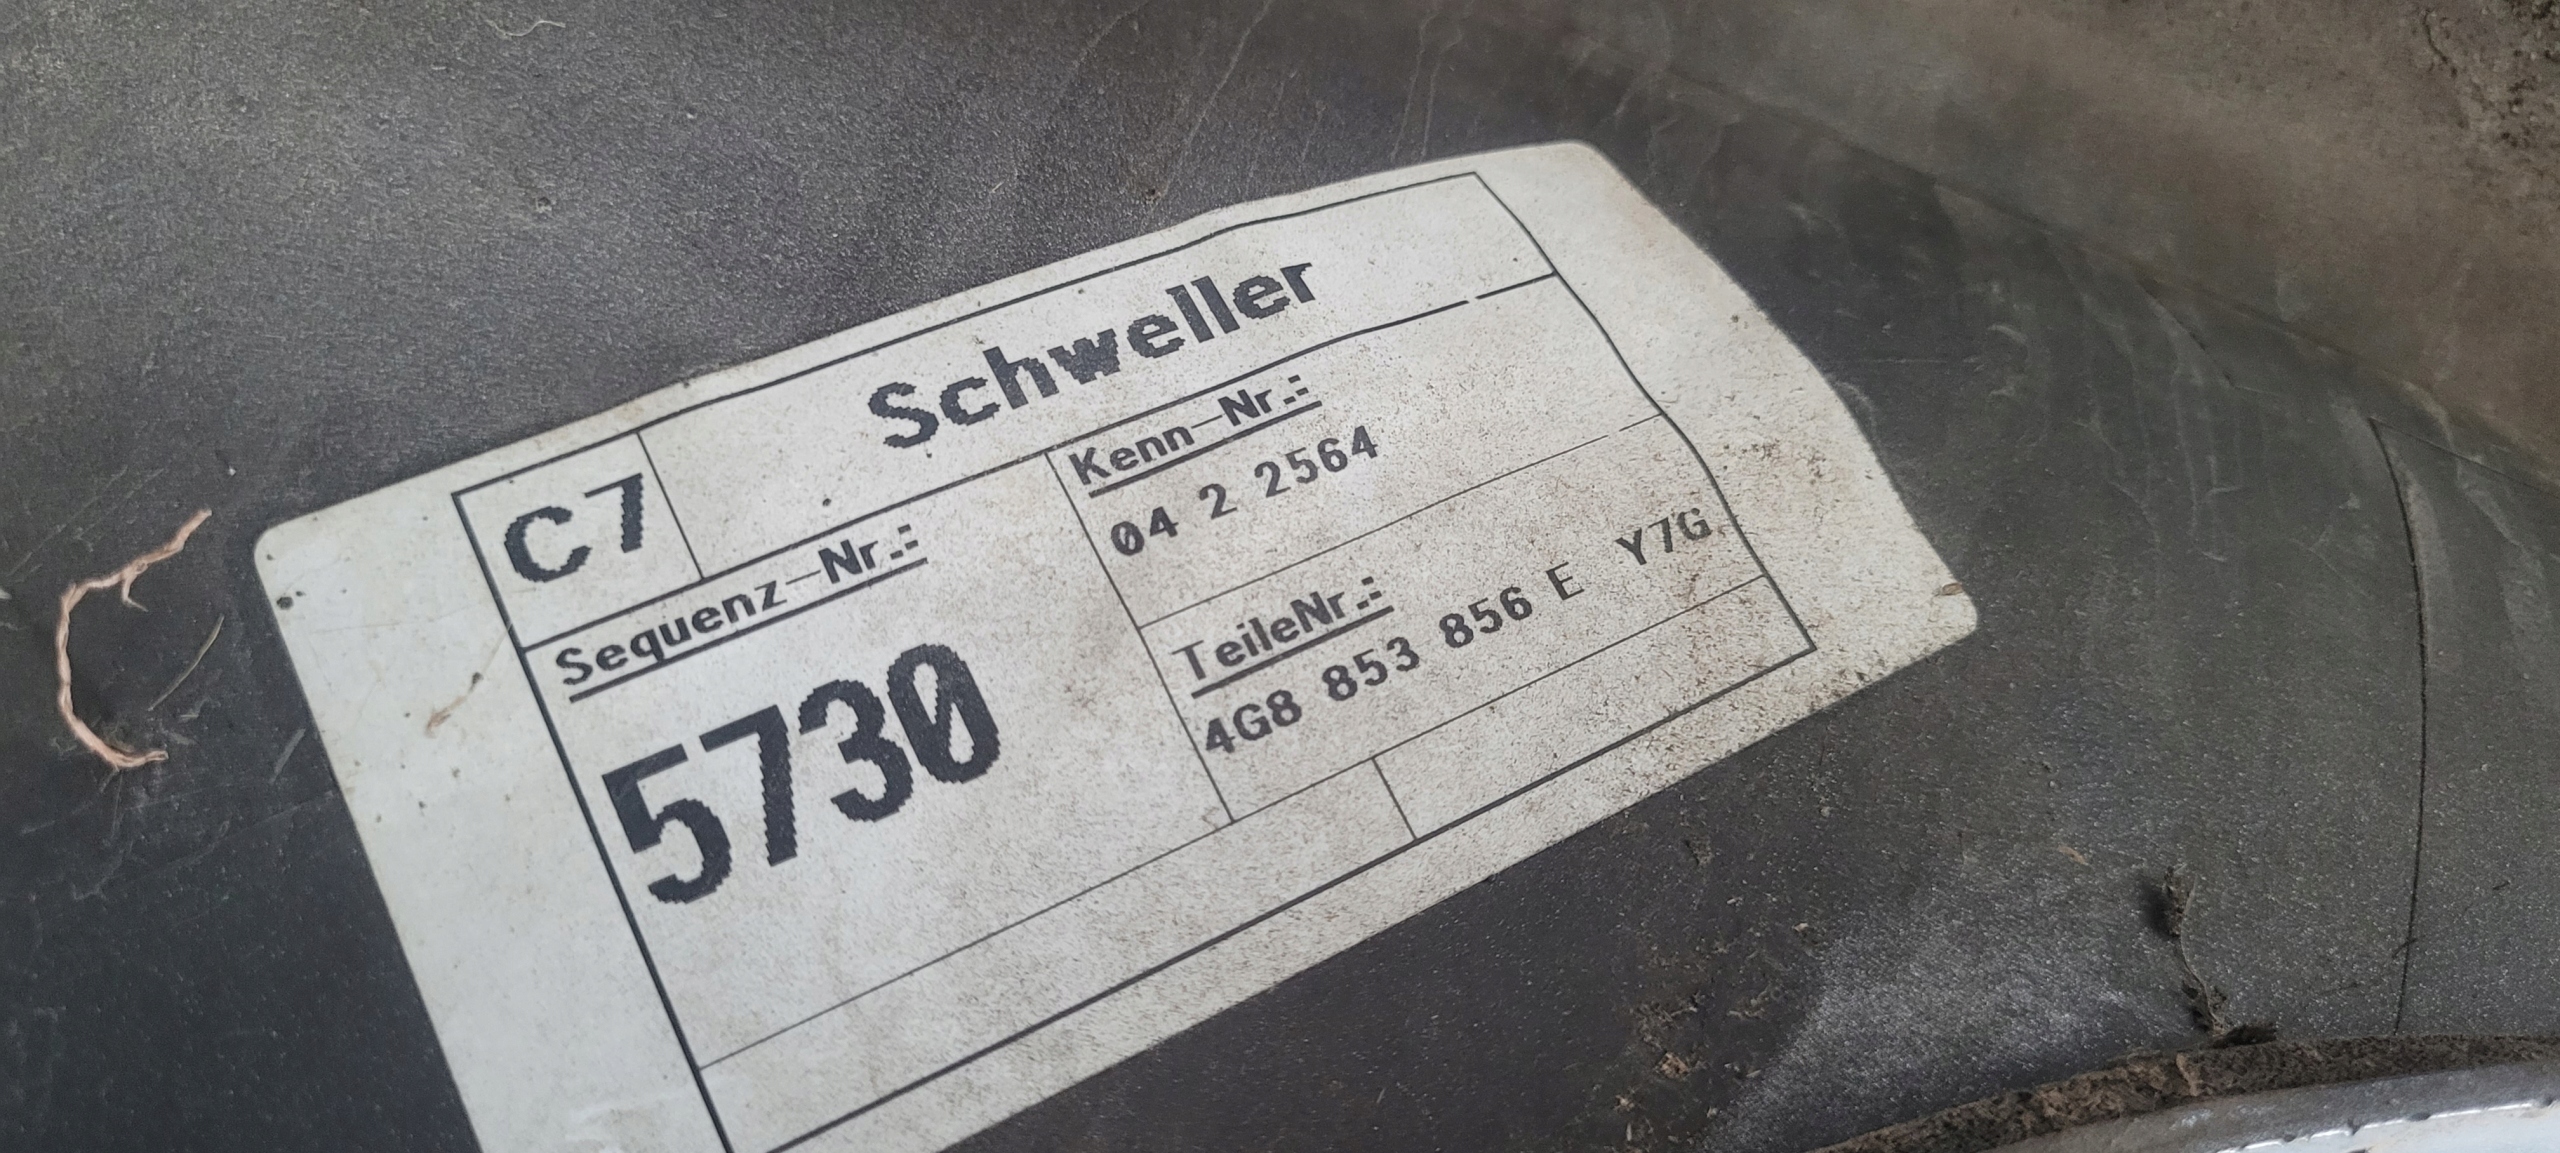 C7
Schweller
Sequenz-Nr.:
5730
Kenn-Nr.:
04 2 2564
TeileNr.:
4G8 853 856 E Y7G